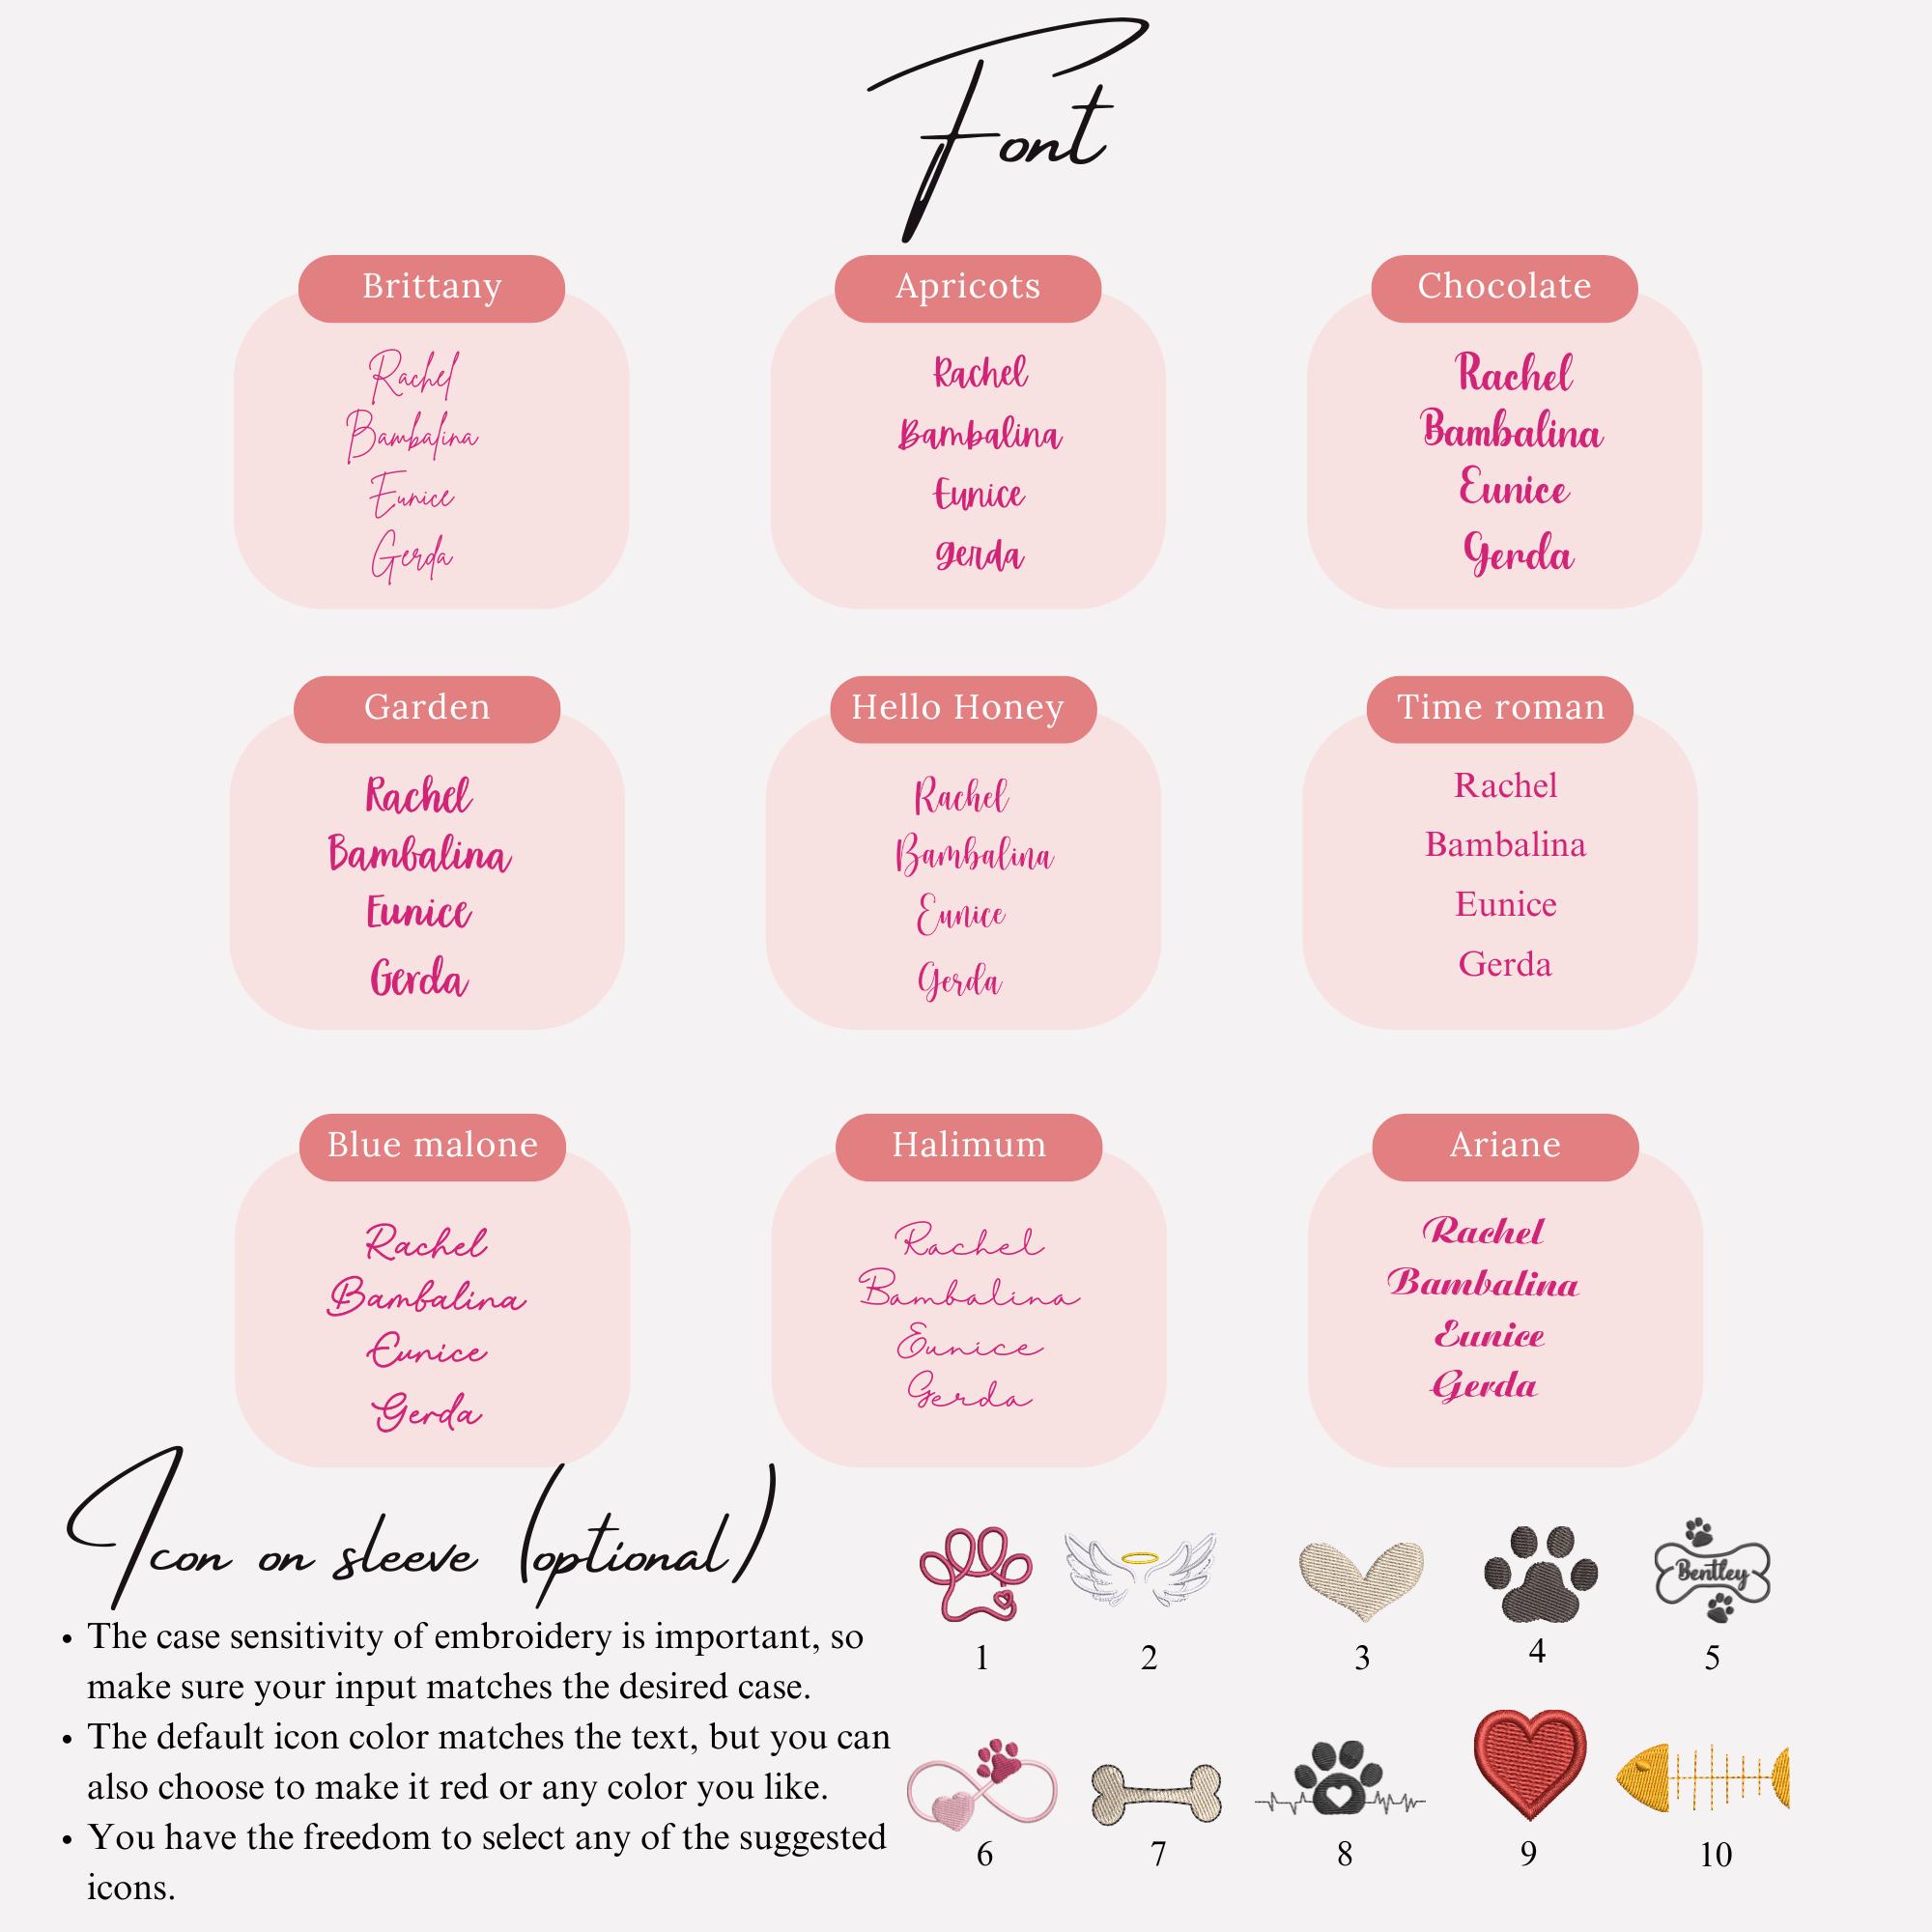 Font
Brittany
Rachel
Bambalina
Eunice
Gerda
Apricots
Rachel
Bambalina
Eunice
gerda
Chocolate
Rachel
Bambalina
Eunice
Gerda
Garden
Rachel
Bambalina
Eunice
Gerda
Hello Honey
Rachel
Bambalina
Eunice
Gerda
Time roman
Rachel
Bambalina
Eunice
Gerda
Blue malone
Rachel
Bambalina
Eunice
Gerda
Halimum
Rachel
Bambalina
Eunice
Gerda
Ariane
Rachel
Bambalina
Eunice
Gerda
Icon on sleeve (optional)
• The case sensitivity of embroidery is important, so
make sure your input matches the desired case.
• The default icon color matches the text, but you can
also choose to make it red or any color you like.
• You have the freedom to select any of the suggested
icons.
Bentley
1 2 3 4 5
6 7 8 9 10